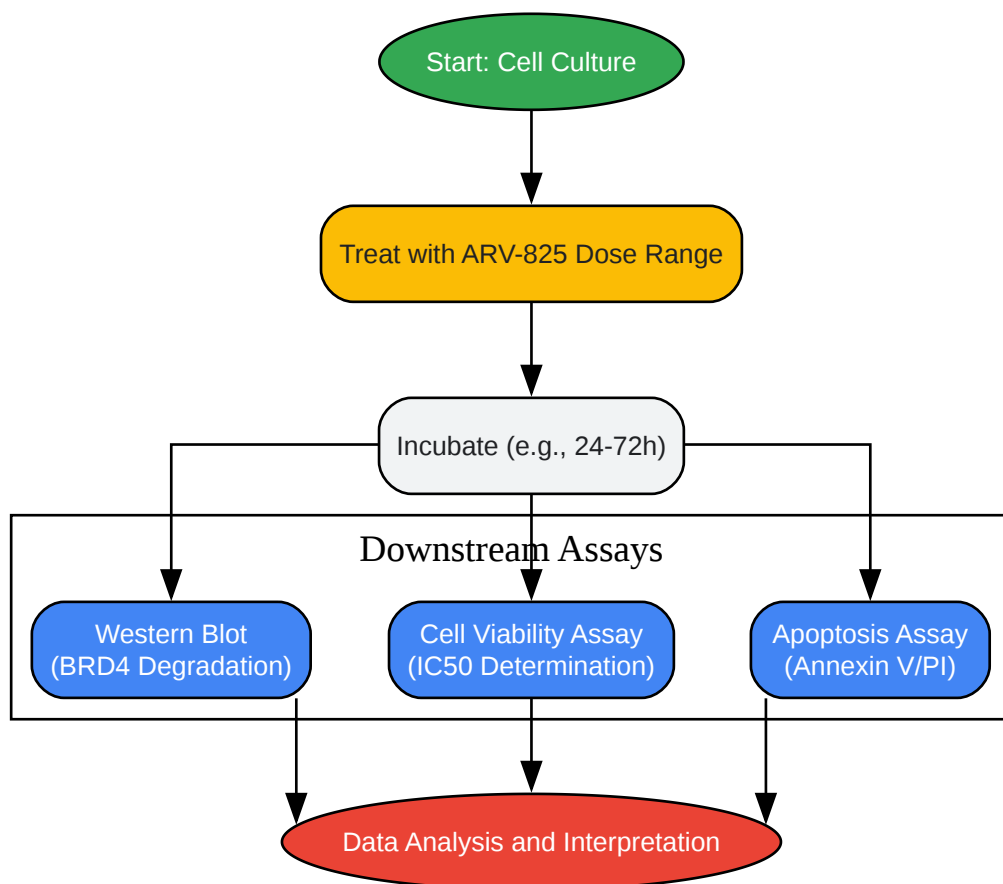 Start: Cell Culture
Treat with ARV-825 Dose Range
Incubate (e.g., 24-72h)
Downstream Assays
Western Blot
(BRD4 Degradation)
Cell Viability Assay
(IC50 Determination)
Apoptosis Assay
(Annexin V/PI)
Data Analysis and Interpretation